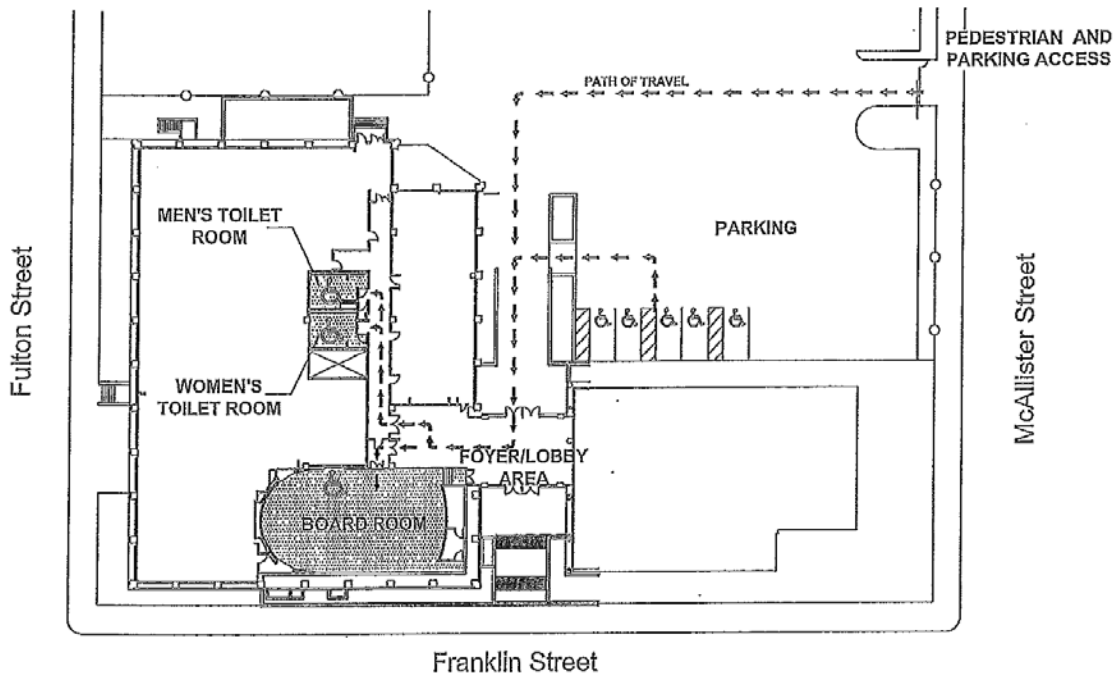 PEDESTRIAN AND
PARKING ACCESS
PATH OF TRAVEL
MEN'S TOILET
ROOM
PARKING
Fulton Street
McAllister Street
WOMEN'S
TOILET ROOM
FOYER/LOBBY
AREA
BOARD ROOM
Franklin Street